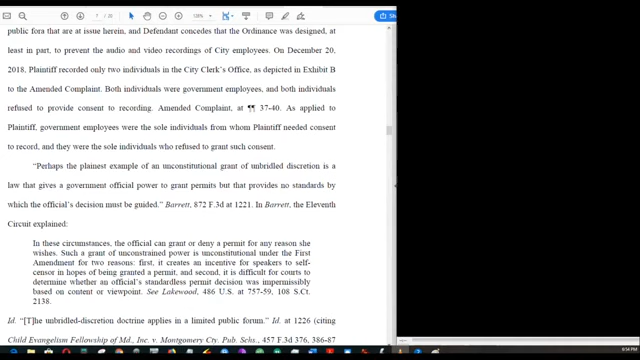 7 / 20
128%
Share
public fora that are at issue herein, and Defendant concedes that the Ordinance was designed, at
least in part, to prevent the audio and video recordings of City employees. On December 20,
2018, Plaintiff recorded only two individuals in the City Clerk's Office, as depicted in Exhibit B
to the Amended Complaint. Both individuals were government employees, and both individuals
refused to provide consent to recording. Amended Complaint, at ¶¶ 37-40. As applied to
Plaintiff, government employees were the sole individuals from whom Plaintiff needed consent
to record, and they were the sole individuals who refused to grant such consent.
“Perhaps the plainest example of an unconstitutional grant of unbridled discretion is a
law that gives a government official power to grant permits but that provides no standards by
which the official's decision must be guided.” Barrett, 872 F.3d at 1221. In Barrett, the Eleventh
Circuit explained:
In these circumstances, the official can grant or deny a permit for any reason she
wishes. Such a grant of unconstrained power is unconstitutional under the First
Amendment for two reasons: first, it creates an incentive for speakers to self-
censor in hopes of being granted a permit, and second, it is difficult for courts to
determine whether an official's standardless permit decision was impermissibly
based on content or viewpoint. See Lakewood, 486 U.S. at 757-59, 108 S.Ct.
2138.
Id. “[T]he unbridled-discretion doctrine applies in a limited public forum.” Id. at 1226 (citing
Child Evangelism Fellowship of Md., Inc. v. Montgomery Cty. Pub. Schs., 457 F.3d 376, 386-87
6:54 PM